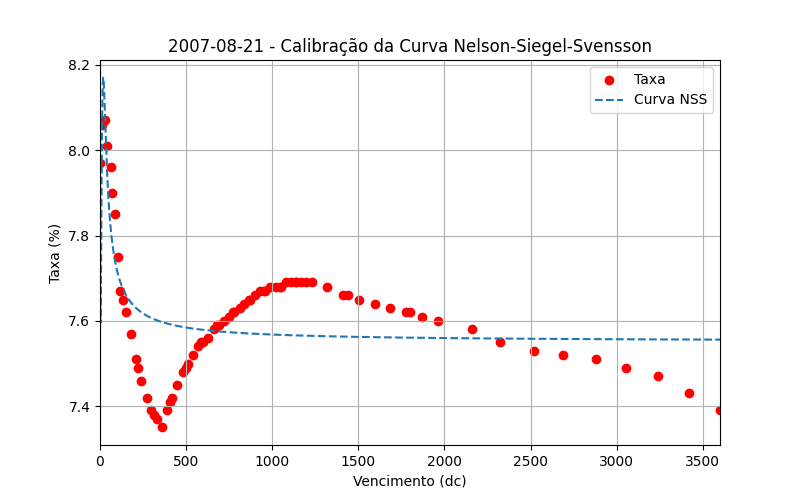 2007-08-21 - Calibração da Curva Nelson-Siegel-Svensson
8.2
8.0
7.8
7.6
7.4
Taxa (%)
Taxa
Curva NSS
0 500 1000 1500 2000 2500 3000 3500
Vencimento (dc)